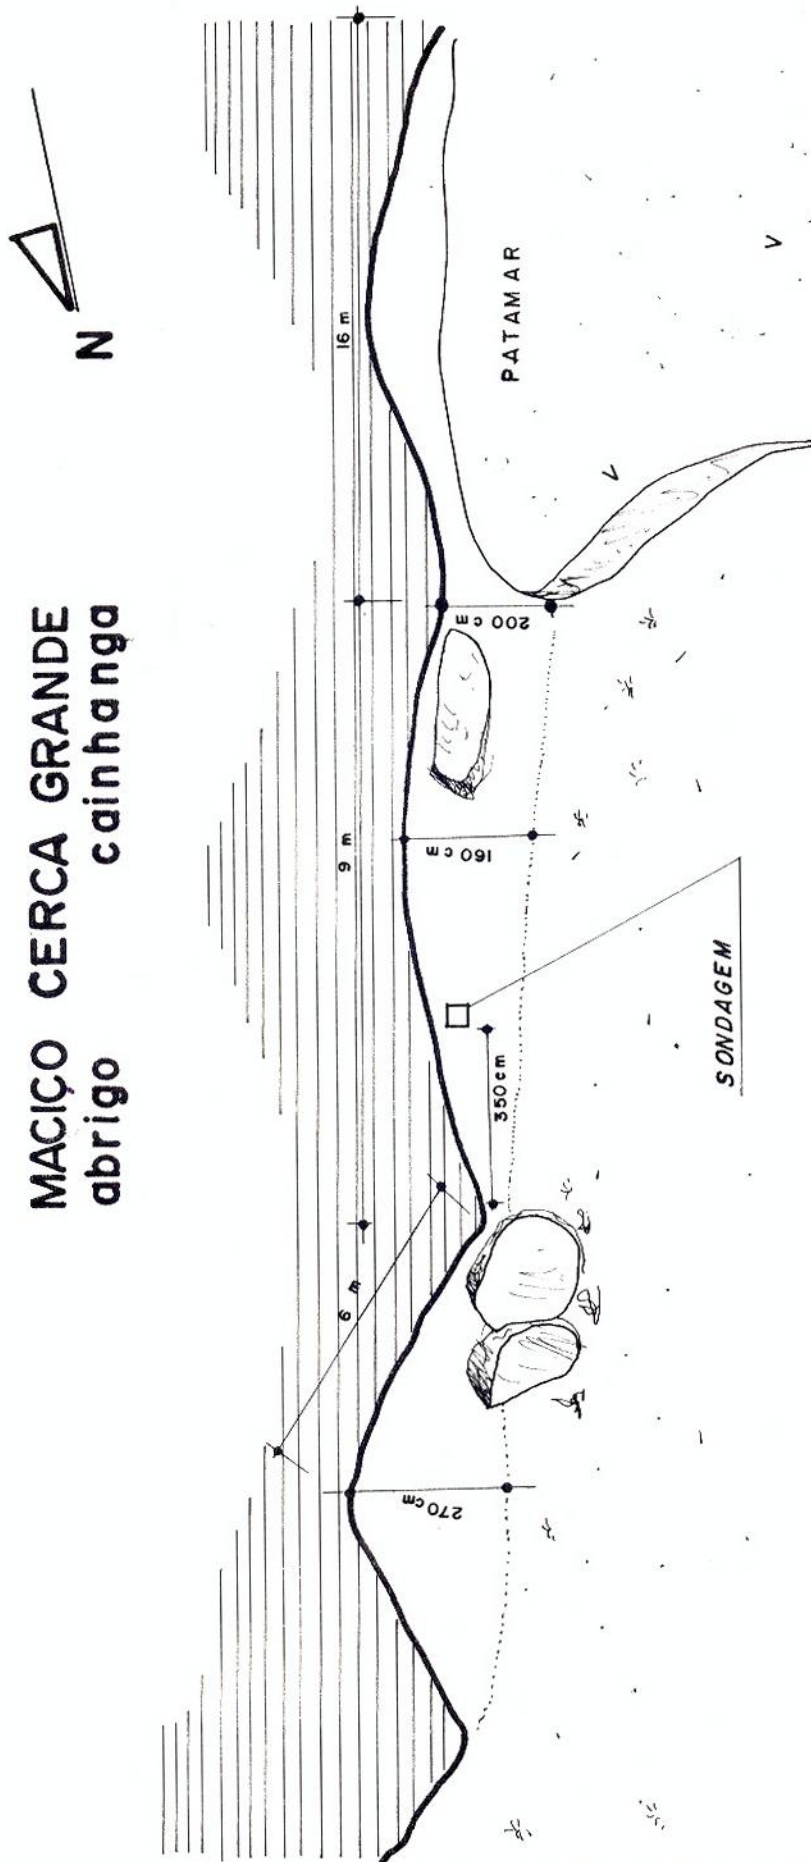 MACIÇO CERCA GRANDE
abrigo cainhanga
N
6 m
9 m
16 m
270 cm
350 cm
160 cm
200 cm
PATAMAR
SONDAGEM